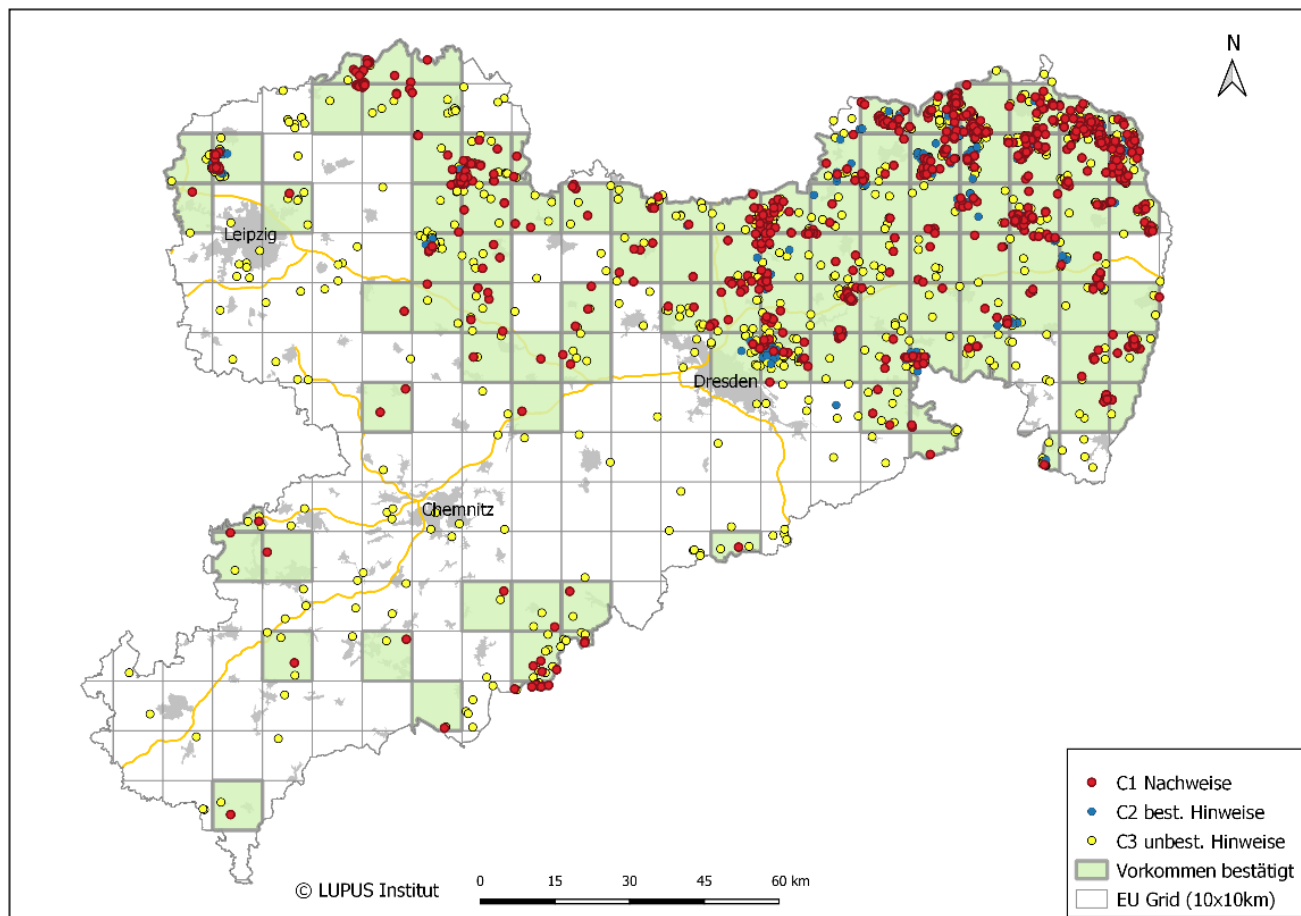 N
Leipzig
Dresden
Chemnitz
C1 Nachweise
C2 best. Hinweise
C3 unbest. Hinweise
Vorkommen bestätigt
EU Grid (10x10km)
© LUPUS Institut
0 15 30 45 60 km